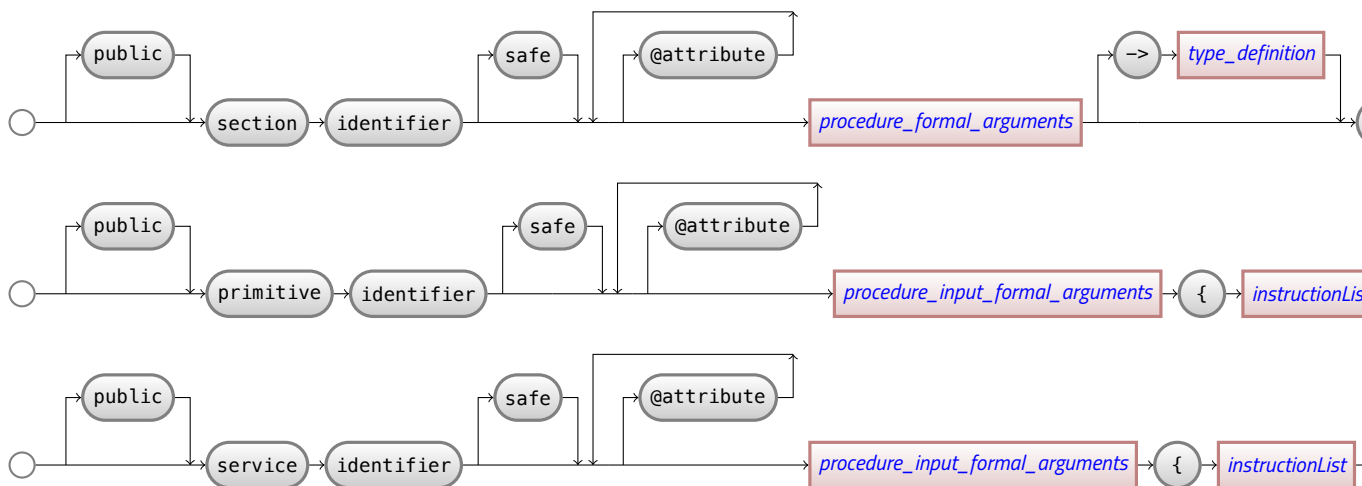 public safe @attribute -> type_definition
section identifier procedure_formal_arguments
public safe @attribute
primitive identifier procedure_input_formal_arguments { instructionLis
public safe @attribute
service identifier procedure_input_formal_arguments { instructionList